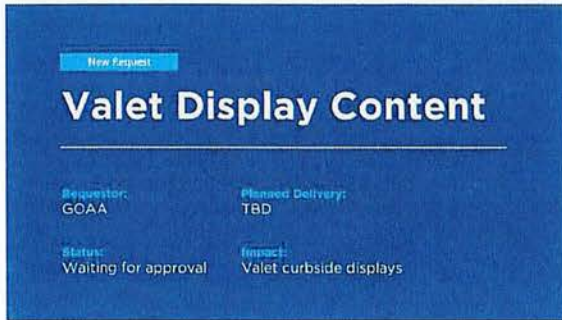 New Request
Valet Display Content
Requestor:
GOAA
Planned Delivery:
TBD
Status:
Waiting for approval
Impact:
Valet curbside displays